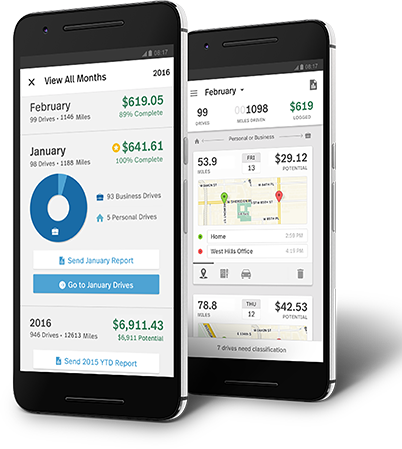 08:17
View All Months
2016
February
$619.05
99 Drives • 1146 Miles
89% Complete
January
$641.61
98 Drives • 1188 Miles
100% Complete
93 Business Drives
5 Personal Drives
Send January Report
Go to January Drives
2016
$6,911.43
946 Drives • 12613 Miles
$6,911 Potential
Send 2015 YTD Report
08:17
February
99
001098
$619
DRIVES
MILES DRIVEN
LOGGED
Personal or Business
53.9
FRI
$29.12
MILES
13
POTENTIAL
Home
2:59 PM
West Hills Office
4:19 PM
78.8
THU
$42.53
MILES
12
POTENTIAL
7 drives need classification